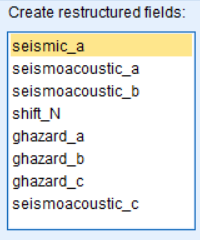 Create restructured fields:
seismic_a
seismoacoustic_a
seismoacoustic_b
shift_N
ghazard_a
ghazard_b
ghazard_c
seismoacoustic_c